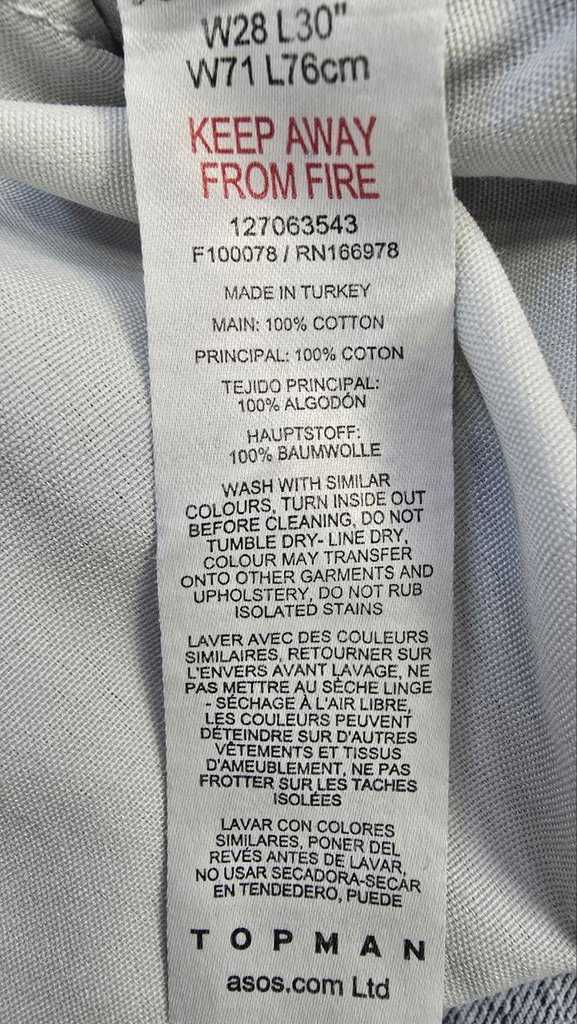 W28 L30"
W71 L76cm
KEEP AWAY
FROM FIRE
127063543
F100078 / RN166978
MADE IN TURKEY
MAIN: 100% COTTON
PRINCIPAL: 100% COTON
TEJIDO PRINCIPAL:
100% ALGODÓN
HAUPTSTOFF:
100% BAUMWOLLE
WASH WITH SIMILAR
COLOURS, TURN INSIDE OUT
BEFORE CLEANING, DO NOT
TUMBLE DRY- LINE DRY,
COLOUR MAY TRANSFER
ONTO OTHER GARMENTS AND
UPHOLSTERY, DO NOT RUB
ISOLATED STAINS
LAVER AVEC DES COULEURS
SIMILAIRES, RETOURNER SUR
L'ENVERS AVANT LAVAGE, NE
PAS METTRE AU SÈCHE LINGE
- SÉCHAGE À L'AIR LIBRE,
LES COULEURS PEUVENT
DÉTEINDRE SUR D'AUTRES
VÊTEMENTS ET TISSUS
D'AMEUBLEMENT, NE PAS
FROTTER SUR LES TACHES
ISOLÉES
LAVAR CON COLORES
SIMILARES, PONER DEL
REVÉS ANTES DE LAVAR,
NO USAR SECADORA-SECAR
EN TENDEDERO, PUEDE
TOPMAN
asos.com Ltd